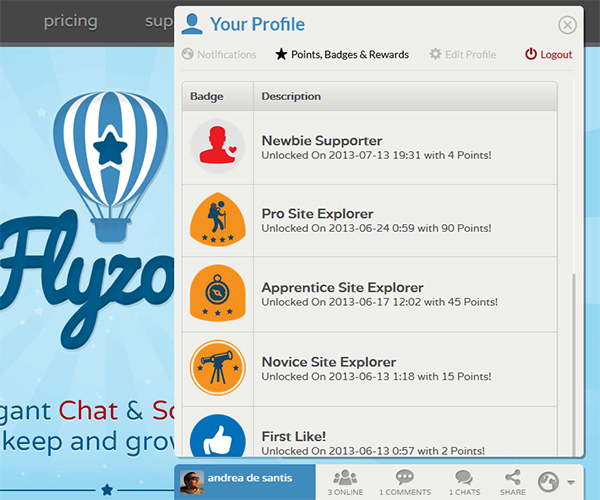 pricing
Your Profile
Notifications
Points, Badges & Rewards
Edit Profile
Logout
Badge
Description
Newbie Supporter
Unlocked On 2013-07-13 19:31 with 4 Points!
Pro Site Explorer
Unlocked On 2013-06-24 0:59 with 90 Points!
Apprentice Site Explorer
Unlocked On 2013-06-17 12:02 with 45 Points!
Novice Site Explorer
Unlocked On 2013-06-13 1:18 with 15 Points!
First Like!
Unlocked On 2013-06-13 0:57 with 2 Points!
Flyzo
gant Chat & So
keep and grow
andrea de santis
3 ONLINE
1 COMMENTS
1 CHATS
SHARE